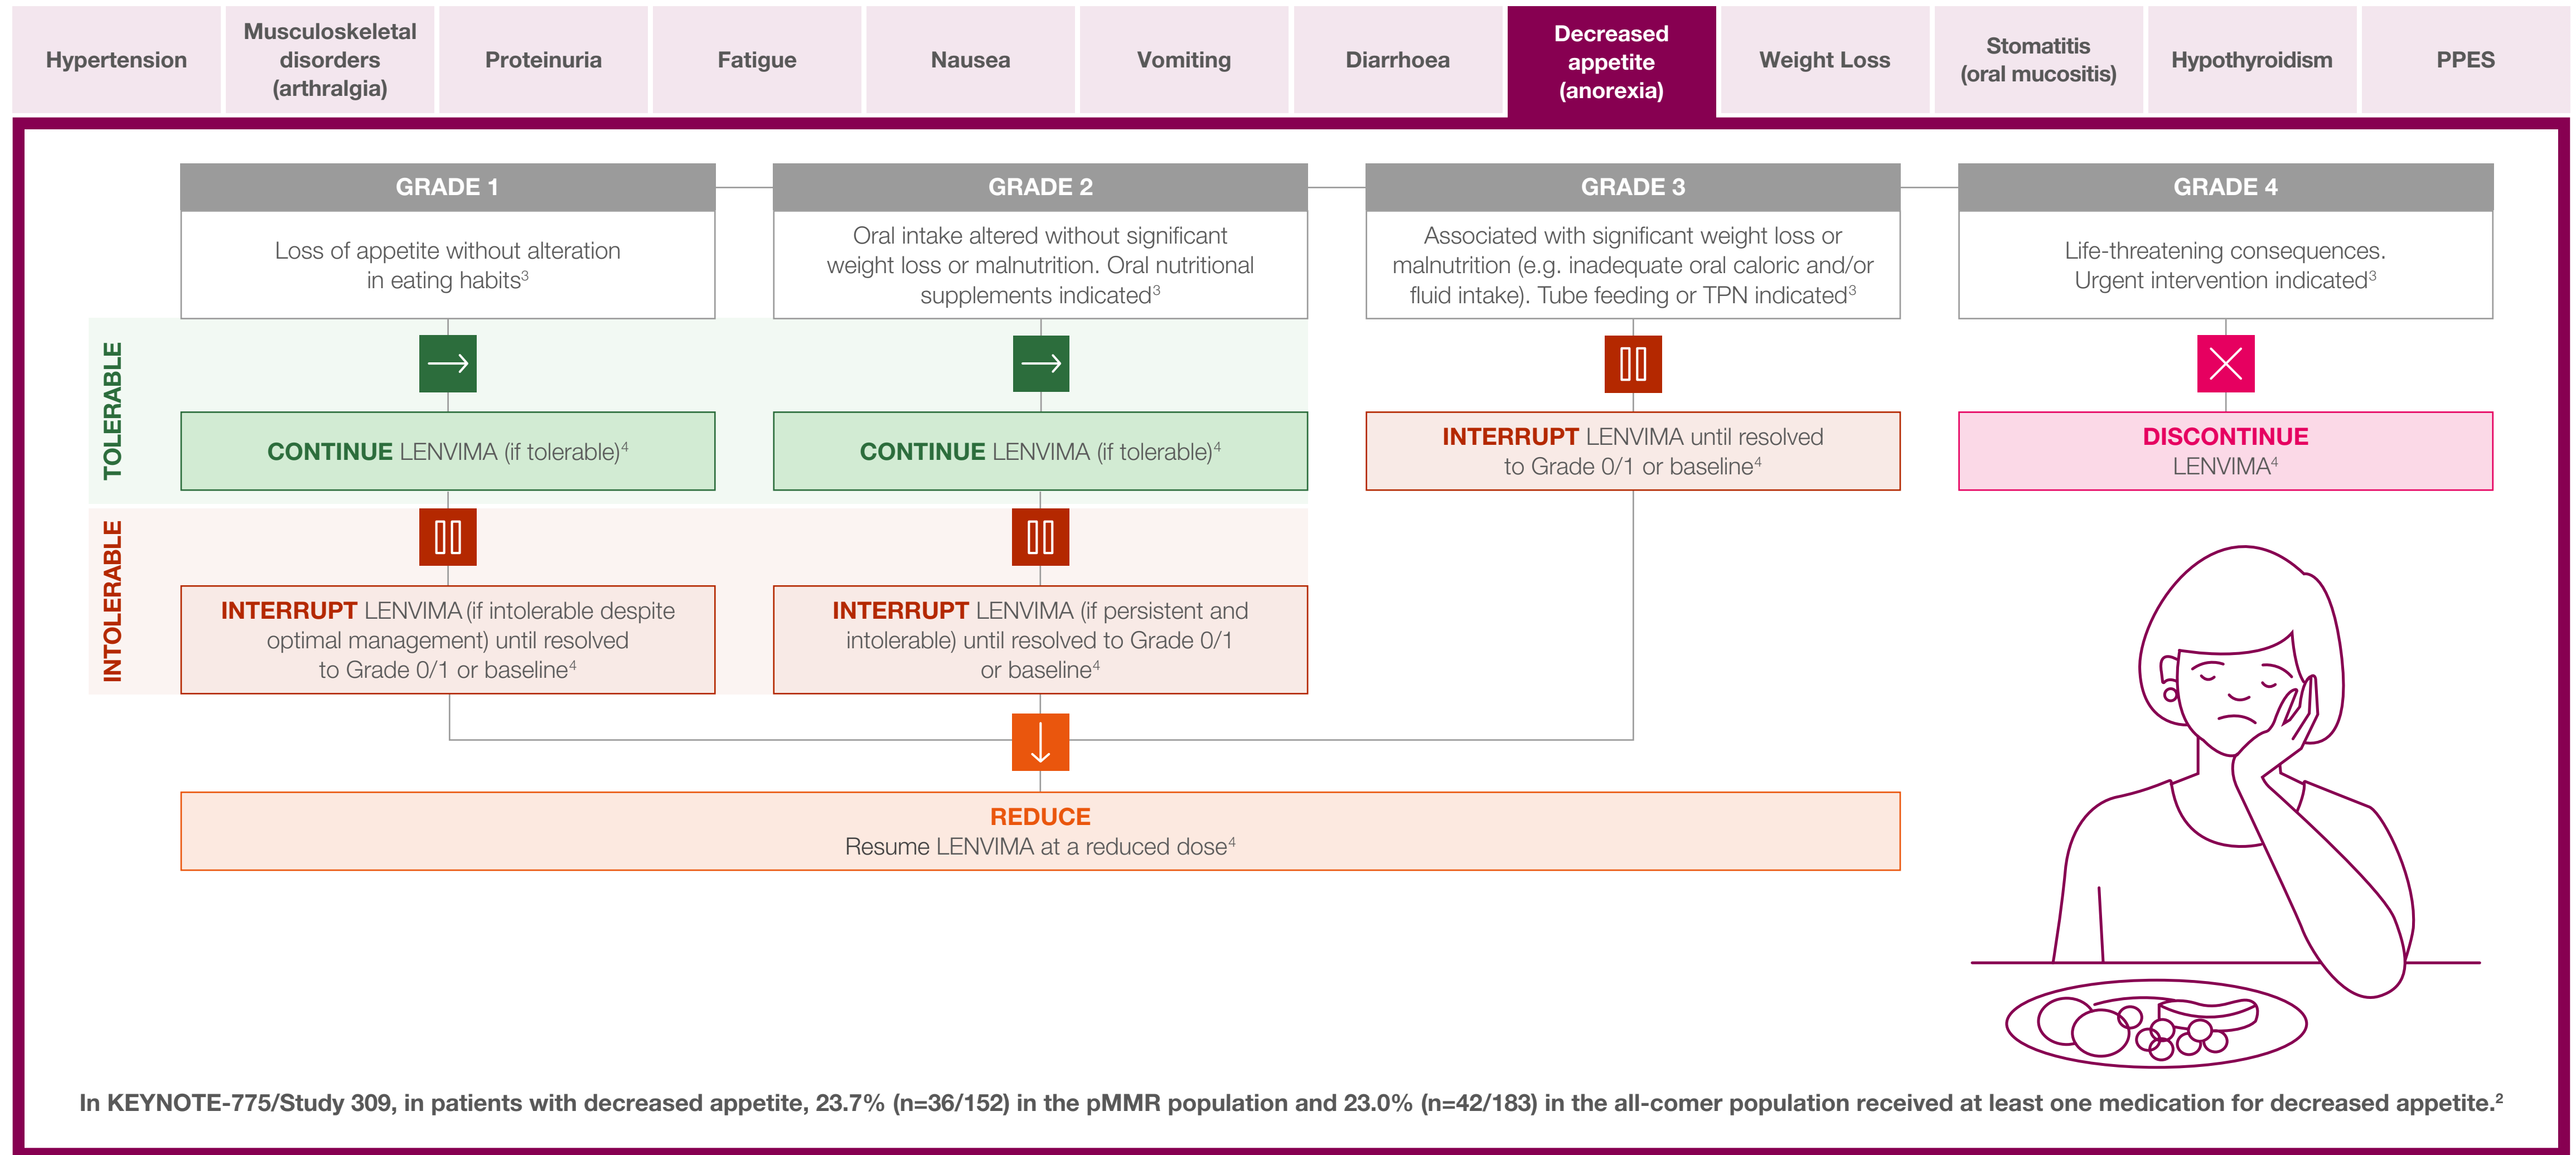 Hypertension
Musculoskeletal
disorders
(arthralgia)
Proteinuria
Fatigue
Nausea
Vomiting
Diarrhoea
Decreased
appetite
(anorexia)
Weight Loss
Stomatitis
(oral mucositis)
Hypothyroidism
PPES
GRADE 1
Loss of appetite without alteration
in eating habits³
GRADE 2
Oral intake altered without significant
weight loss or malnutrition. Oral nutritional
supplements indicated³
GRADE 3
Associated with significant weight loss or
malnutrition (e.g. inadequate oral caloric and/or
fluid intake). Tube feeding or TPN indicated³
GRADE 4
Life-threatening consequences.
Urgent intervention indicated³
TOLERABLE
CONTINUE LENVIMA (if tolerable)⁴
CONTINUE LENVIMA (if tolerable)⁴
INTERRUPT LENVIMA until resolved
to Grade 0/1 or baseline⁴
DISCONTINUE
LENVIMA⁴
INTOLERABLE
INTERRUPT LENVIMA (if intolerable despite
optimal management) until resolved
to Grade 0/1 or baseline⁴
INTERRUPT LENVIMA (if persistent and
intolerable) until resolved to Grade 0/1
or baseline⁴
REDUCE
Resume LENVIMA at a reduced dose⁴
In KEYNOTE-775/Study 309, in patients with decreased appetite, 23.7% (n=36/152) in the pMMR population and 23.0% (n=42/183) in the all-comer population received at least one medication for decreased appetite.²